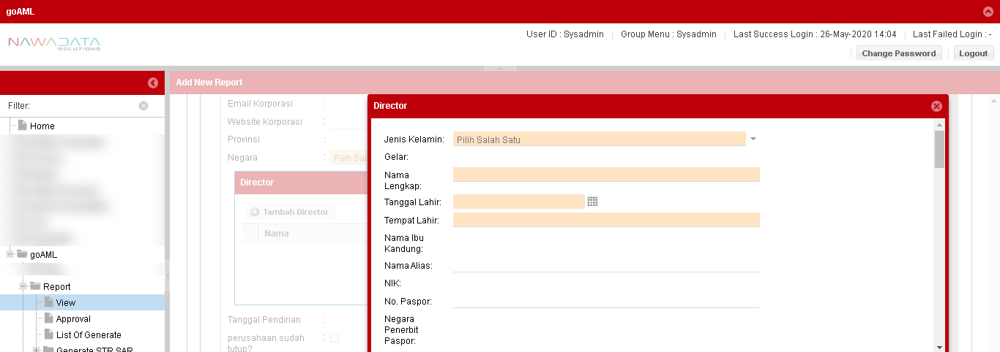 goAML
NAWADATA
SOLUTIONS
User ID : Sysadmin
Group Menu : Sysadmin
Last Success Login : 26-May-2020 14:04
Last Failed Login : -
Change Password
Logout
Filter:
Home
goAML
Report
View
Approval
List Of Generate
Generate STR SAR
Add New Report
Email Korporasi :
Website Korporasi :
Provinsi :
Negara : Pilih Sal
Director
Tambah Director
Nama
Tanggal Pendirian :
perusahaan sudah :
tutup?
Director
Jenis Kelamin: Pilih Salah Satu
Gelar:
Nama
Lengkap:
Tanggal Lahir:
Tempat Lahir:
Nama Ibu
Kandung:
Nama Alias:
NIK:
No. Paspor:
Negara
Penerbit
Paspor: